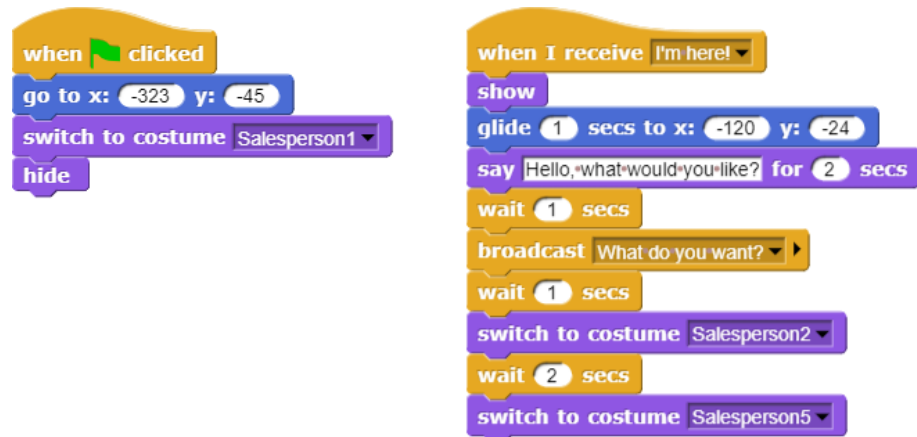 when clicked
go to x: -323 y: -45
switch to costume Salesperson1
hide
when I receive I'm here!
show
glide 1 secs to x: -120 y: -24
say Hello, what would you like? for 2 secs
wait 1 secs
broadcast What do you want?
wait 1 secs
switch to costume Salesperson2
wait 2 secs
switch to costume Salesperson5